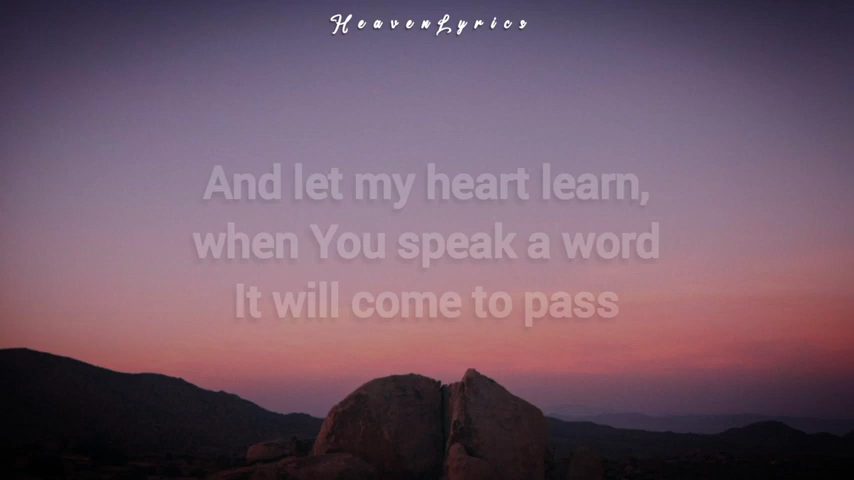 HeavenLyrics
And let my heart learn,
when You speak a word
It will come to pass